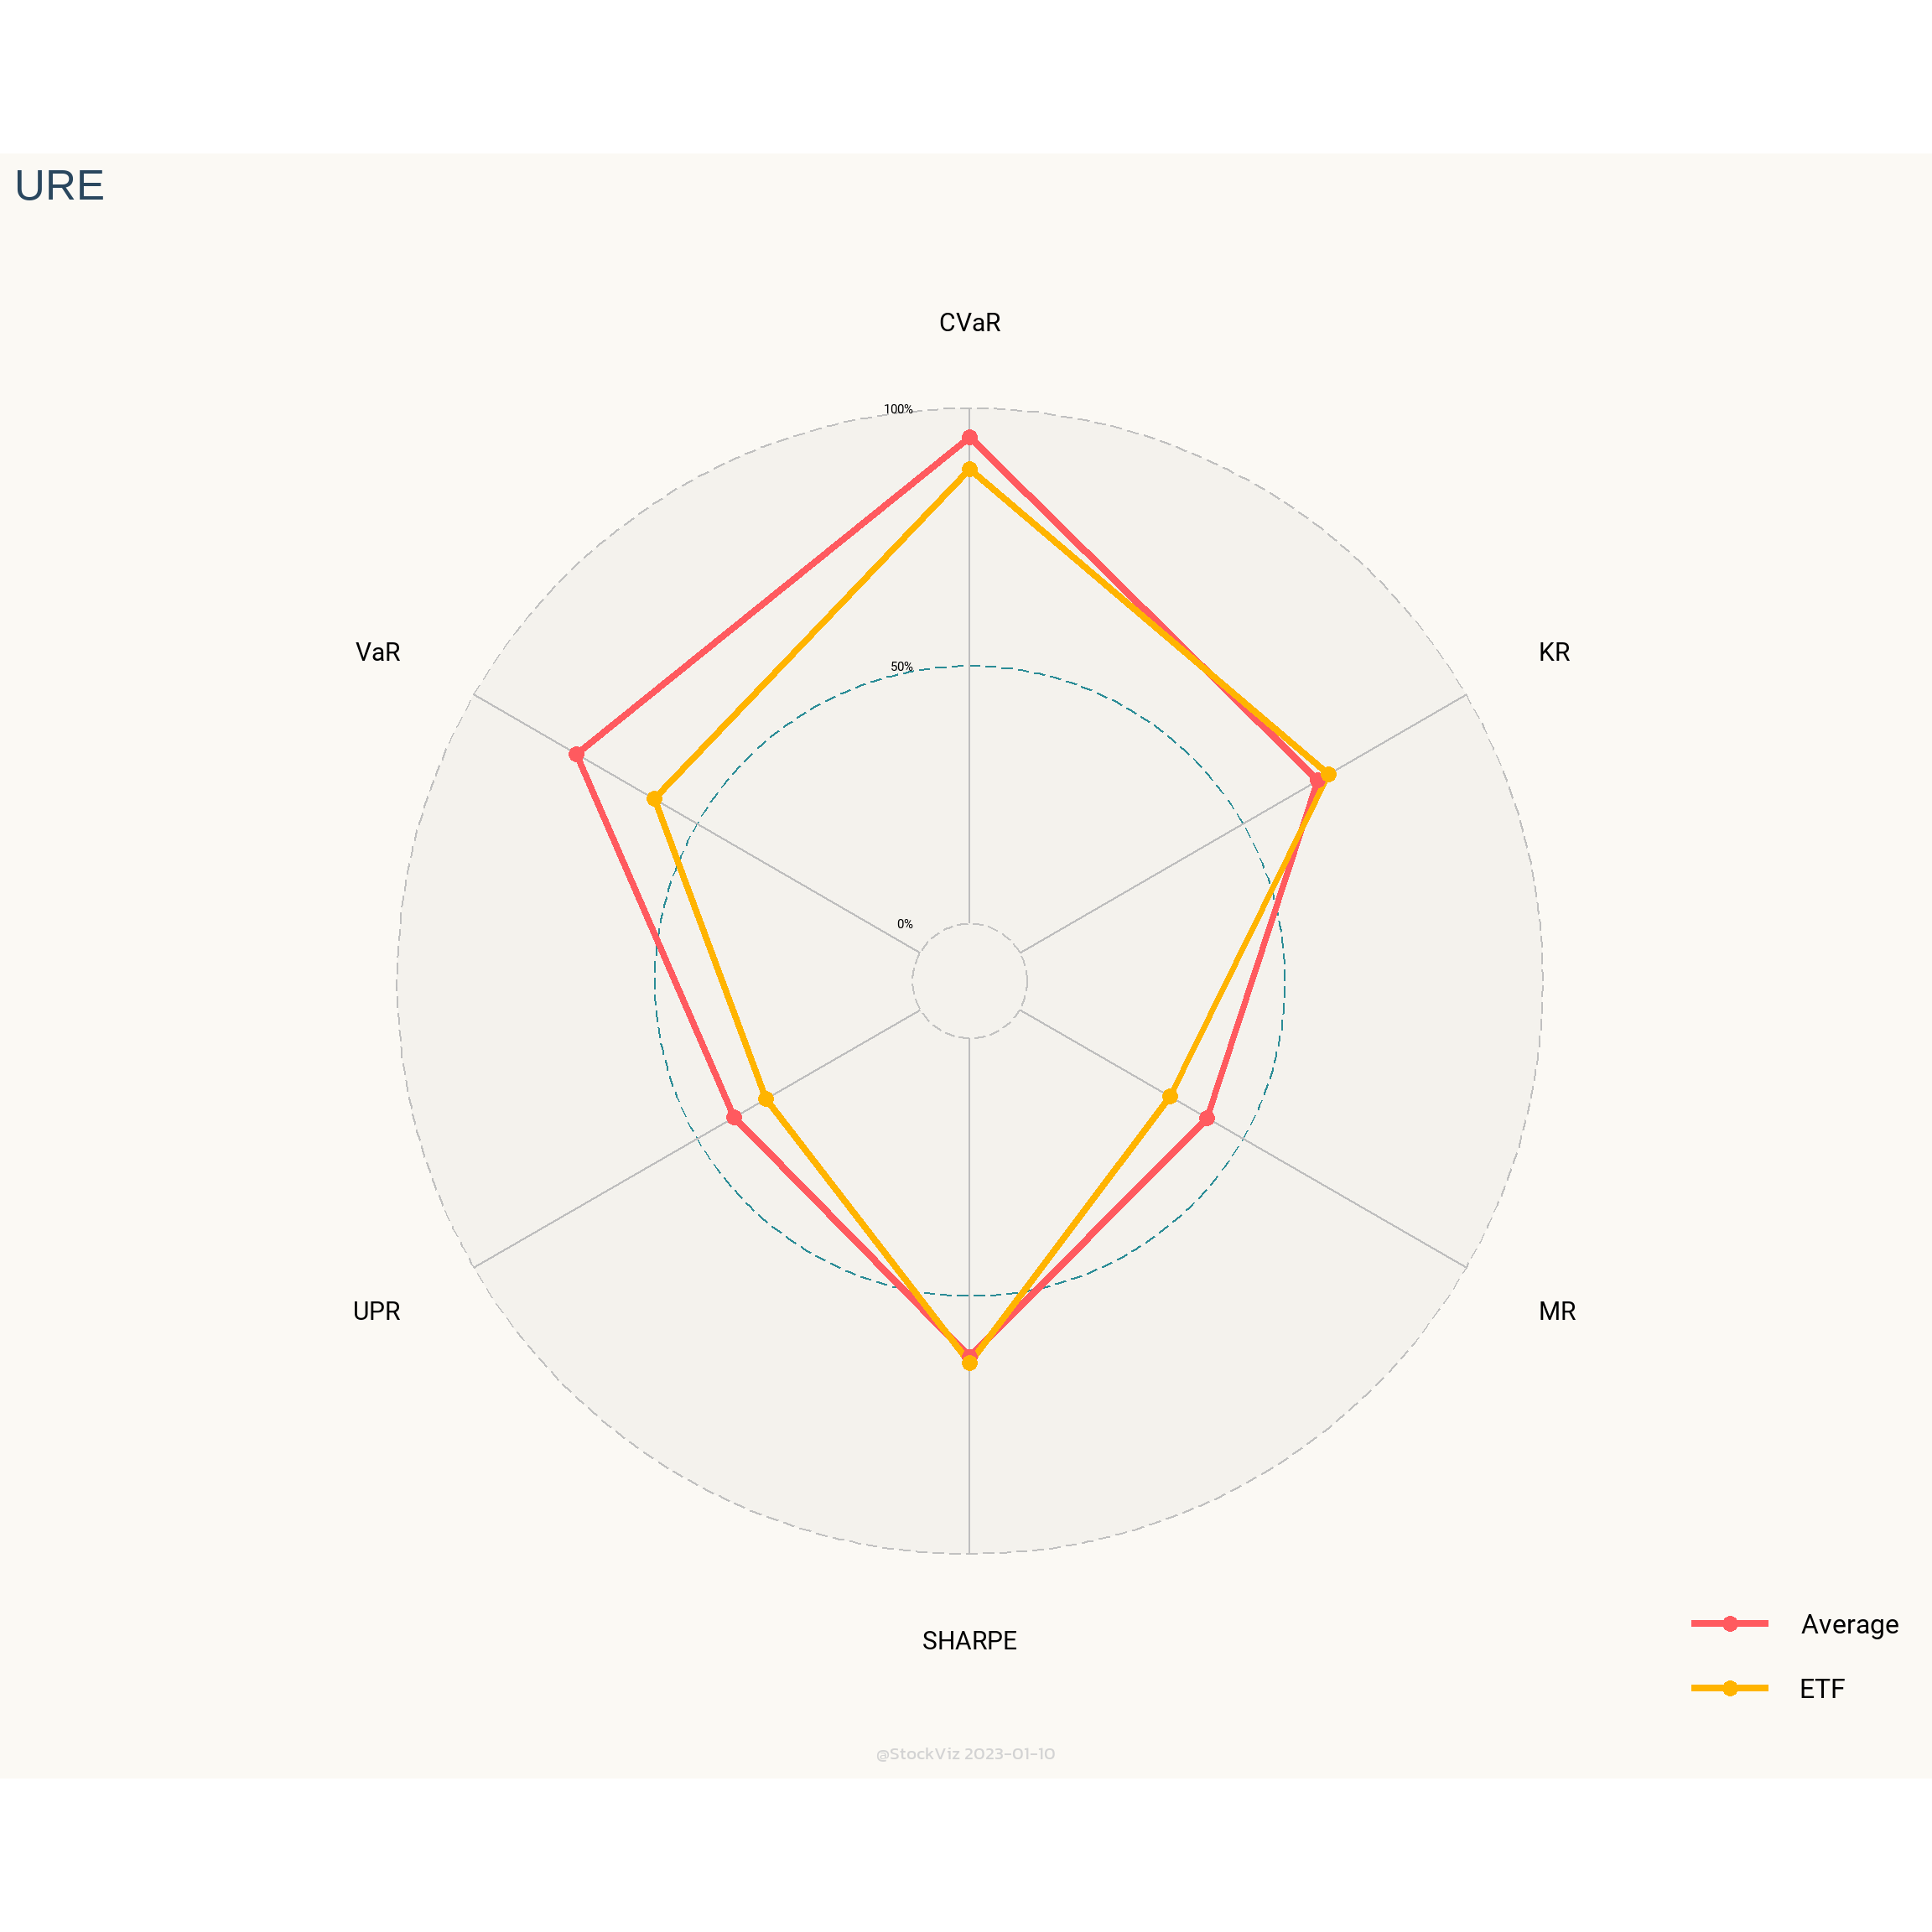 URE
CVaR
100%
VaR
KR
50%
0%
UPR
MR
SHARPE
Average
ETF
@StockViz 2023-01-10